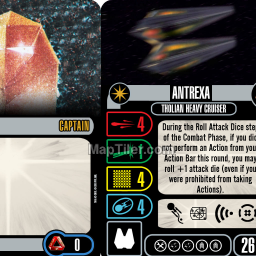 ANTREXA
THOLIAN HEAVY CRUISER
CAPTAIN
4
4
4
During the Roll Attack Dice step
of the Combat Phase, if you did
not perform an Action from your
Action Bar this round, you may
roll +1 attack die (even if you
were prohibited from taking
Actions).
MapTiler.com
0
26